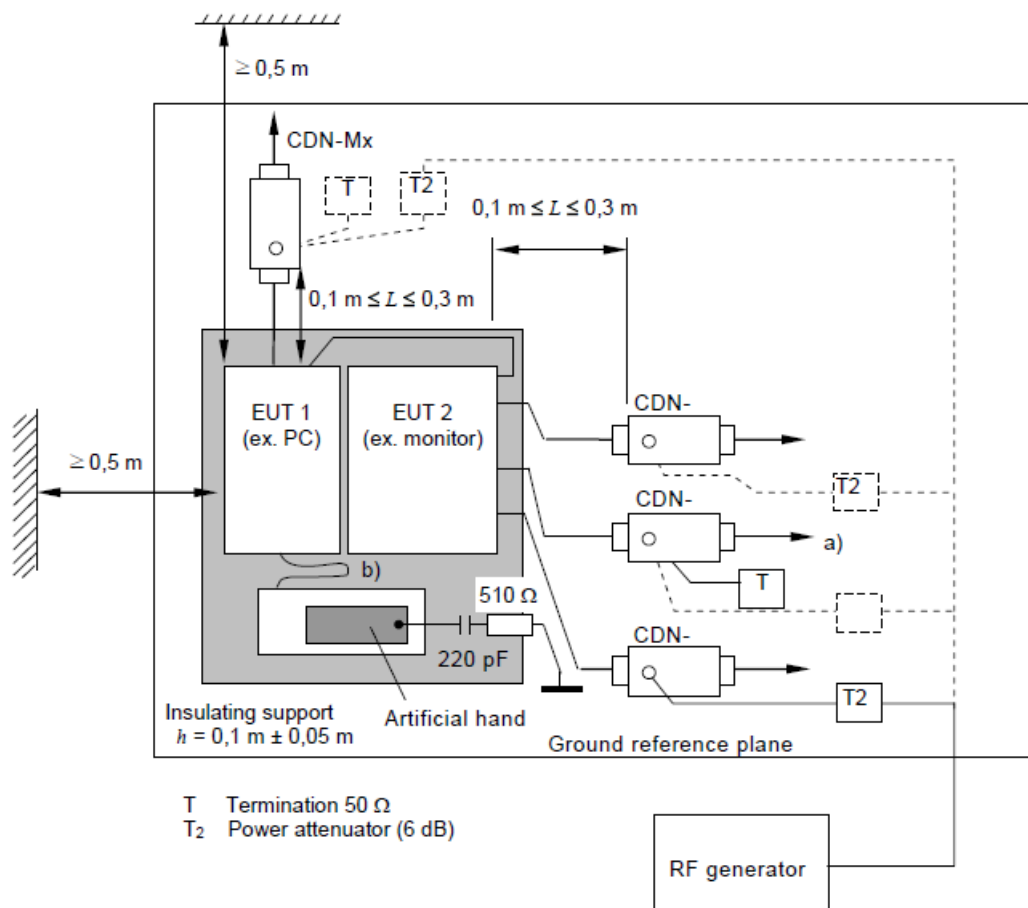 ≥ 0,5 m
CDN-Mx
T
T2
0,1 m ≤ L ≤ 0,3 m
0,1 m ≤ L ≤ 0,3 m
EUT 1
(ex. PC)
EUT 2
(ex. monitor)
CDN-
≥ 0,5 m
T2
CDN-
a)
b)
T
510 Ω
CDN-
220 pF
T2
Insulating support
h = 0,1 m ± 0,05 m
Artificial hand
Ground reference plane
T Termination 50 Ω
T2 Power attenuator (6 dB)
RF generator